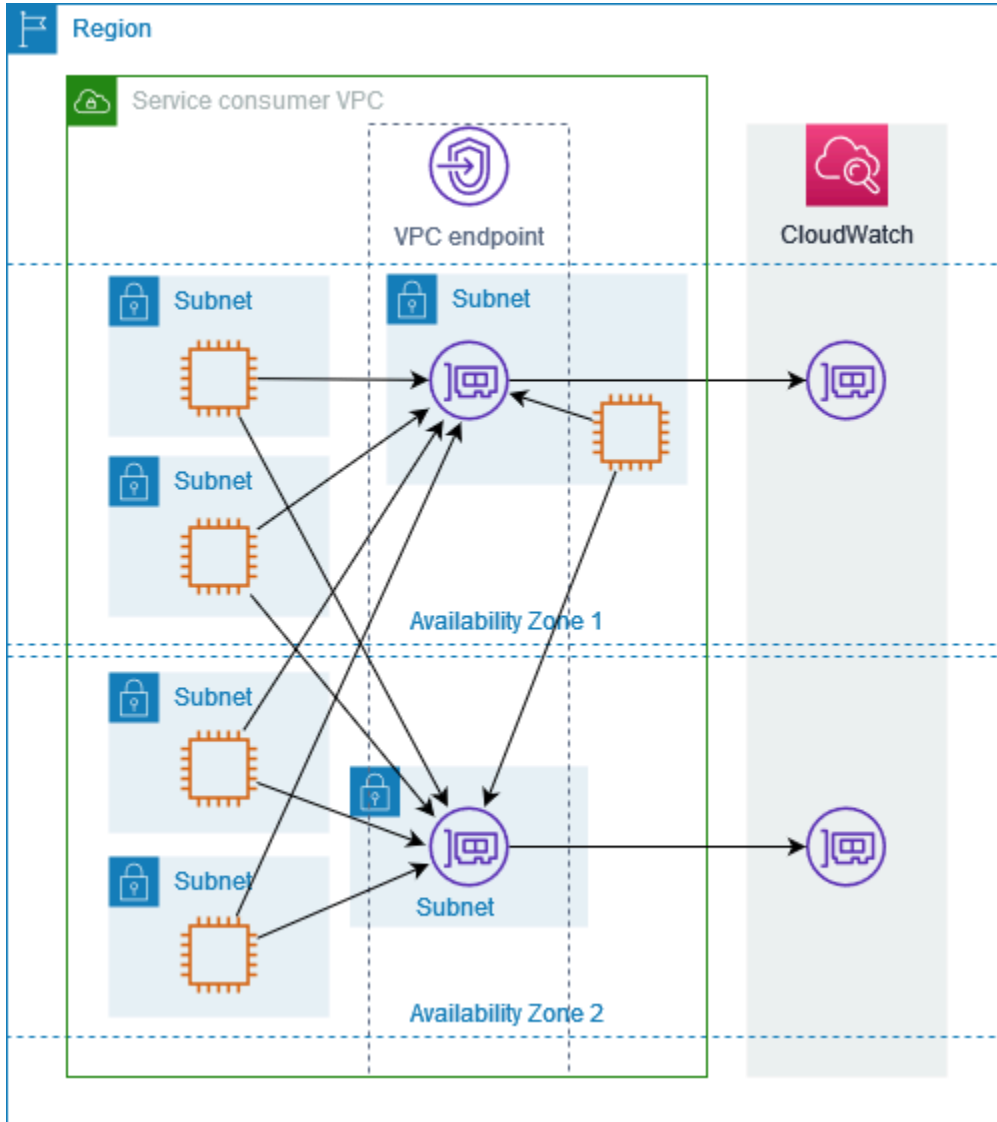 Region
Service consumer VPC
VPC endpoint
CloudWatch
Subnet
Subnet
Subnet
Availability Zone 1
Subnet
Subnet
Subnet
Availability Zone 2